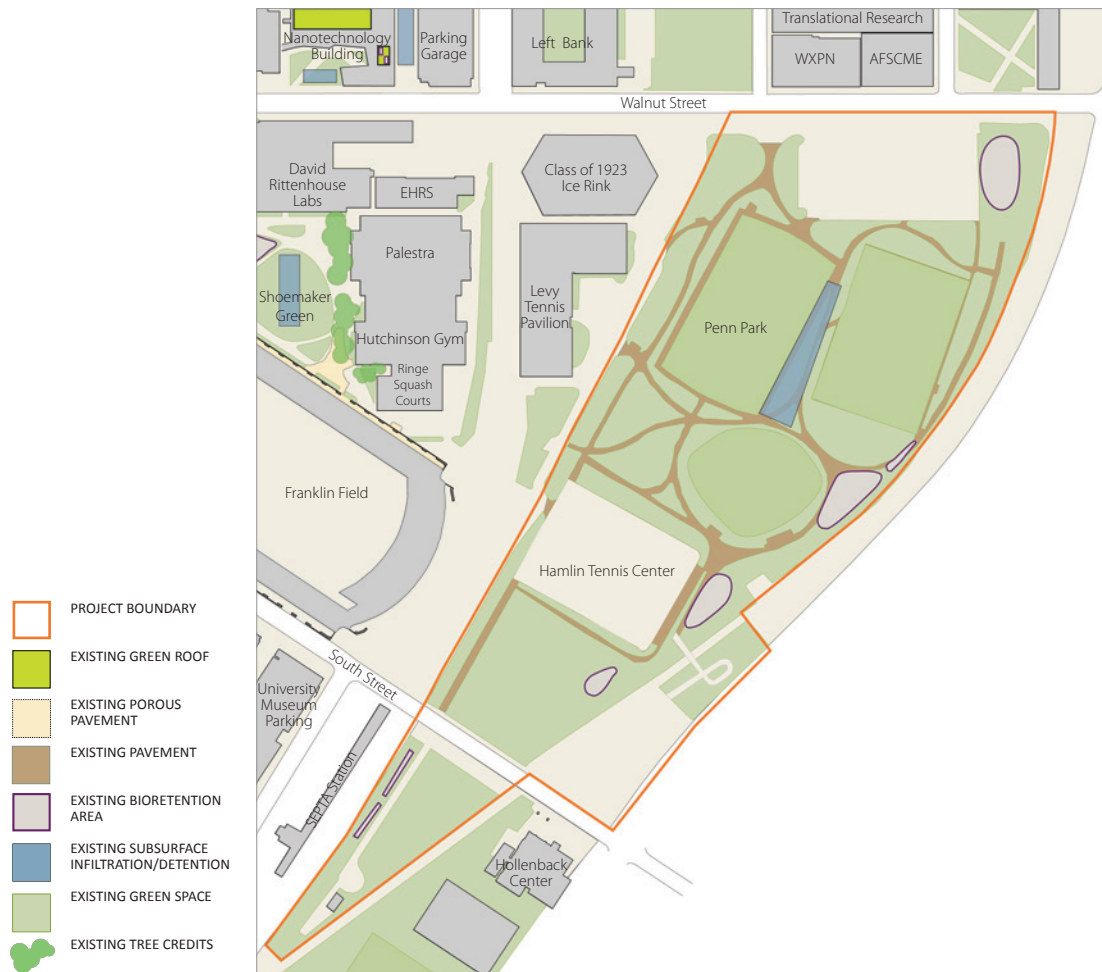 Translational Research
Nanotechnology
Building
Parking
Garage
Left Bank
WXPN
AFSCME
Walnut Street
David
Rittenhouse
Labs
EHRS
Class of 1923
Ice Rink
Palestra
Levy
Tennis
Pavilion
Shoemaker
Green
Hutchinson Gym
Ringe
Squash
Courts
Penn Park
Franklin Field
Hamlin Tennis Center
South Street
University
Museum
Parking
SEPTA Station
Hollenback
Center
PROJECT BOUNDARY
EXISTING GREEN ROOF
EXISTING POROUS
PAVEMENT
EXISTING PAVEMENT
EXISTING BIORETENTION
AREA
EXISTING SUBSURFACE
INFILTRATION/DETENTION
EXISTING GREEN SPACE
EXISTING TREE CREDITS